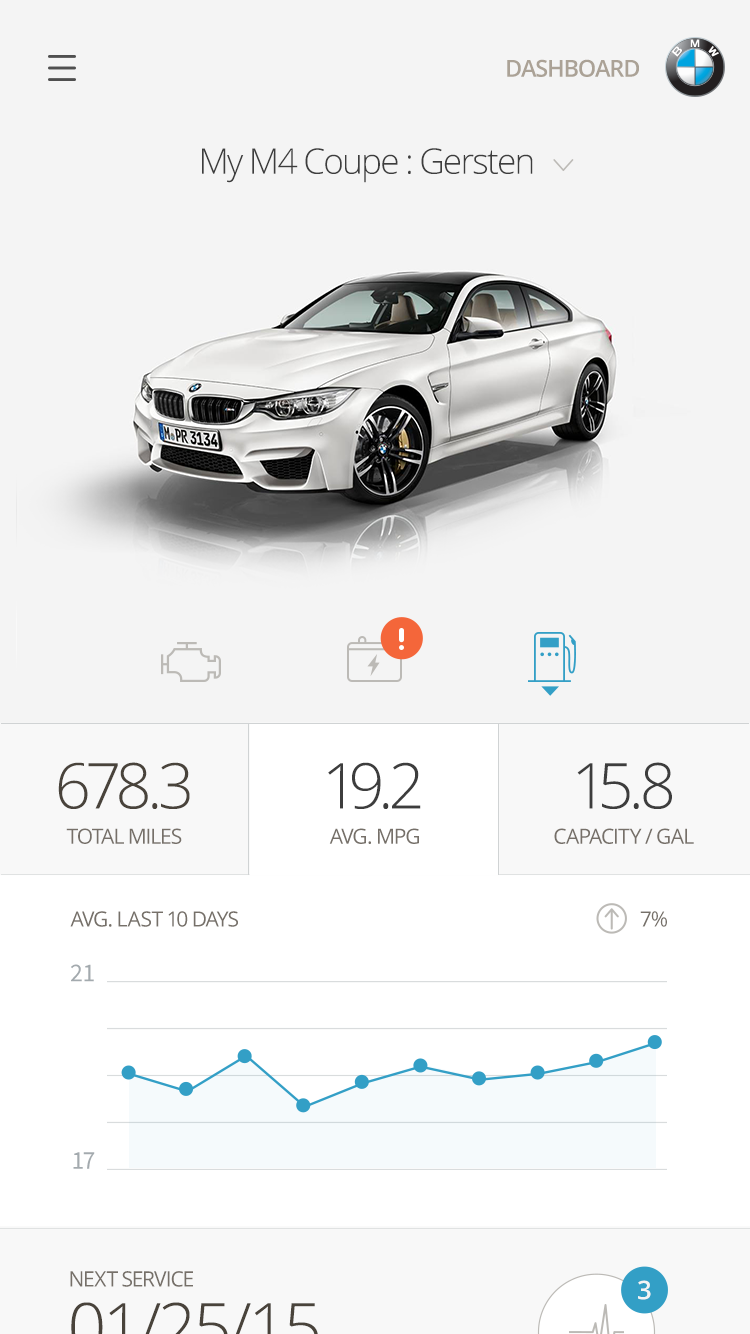 DASHBOARD
BMW
My M4 Coupe : Gersten
M PR 3134
!
678.3
TOTAL MILES
19.2
AVG. MPG
15.8
CAPACITY / GAL
AVG. LAST 10 DAYS
7%
21
17
NEXT SERVICE
3
01/25/15